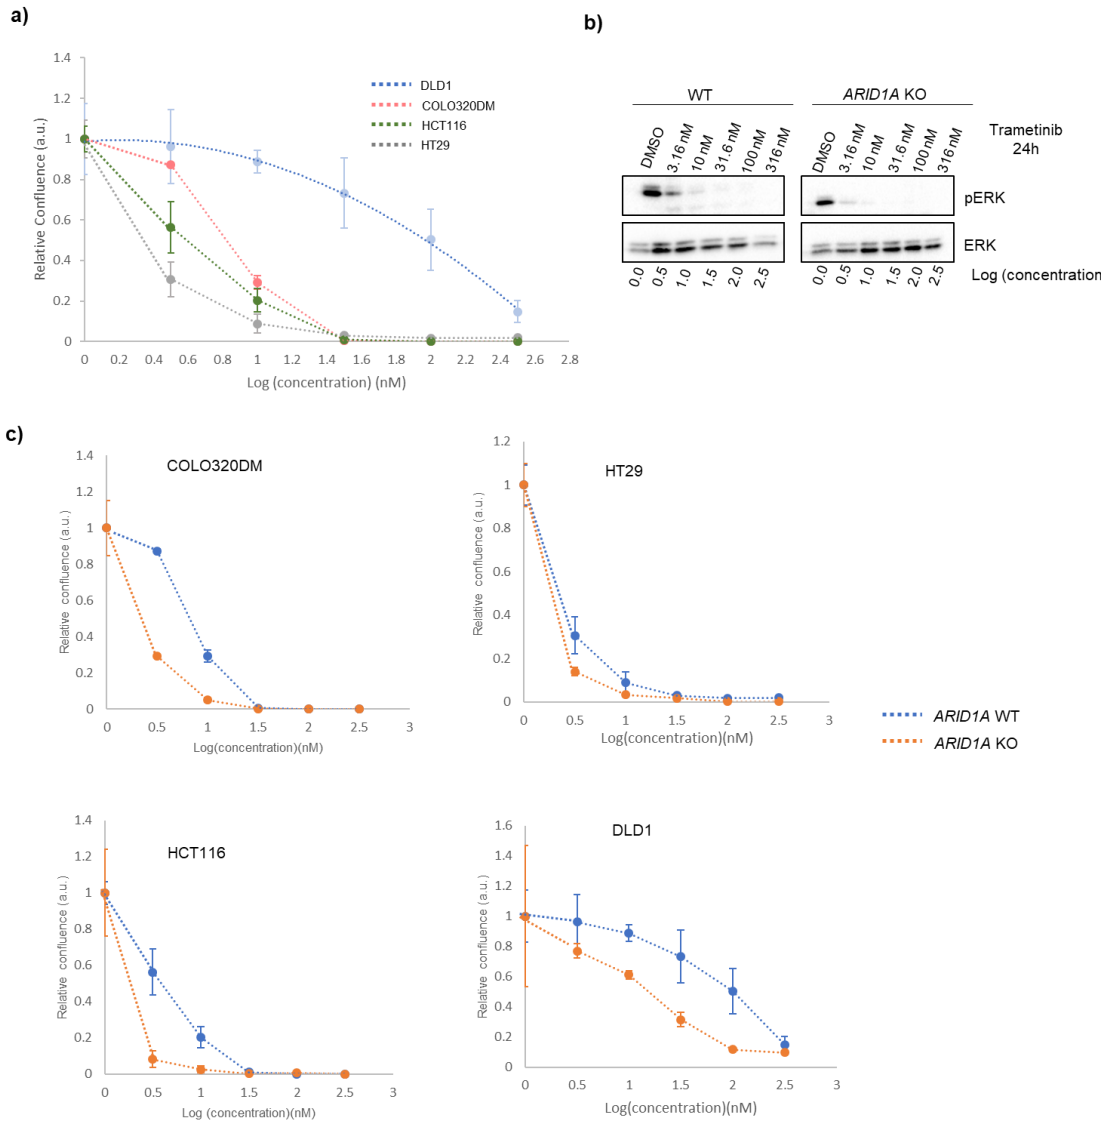 a)
1.4
1.2
1
0.8
0.6
0.4
0.2
0
Relative Confluence (a.u.)
DLD1
COLO320DM
HCT116
HT29
0 0.2 0.4 0.6 0.8 1 1.2 1.4 1.6 1.8 2 2.2 2.4 2.6 2.8
Log (concentration) (nM)
b)
WT
ARID1A KO
DMSO 3.16 nM 10 nM 31.6 nM 100 nM 316 nM
DMSO 3.16 nM 10 nM 31.6 nM 100 nM 316 nM
Trametinib
24h
pERK
ERK
0.0 0.5 1.0 1.5 2.0 2.5
0.0 0.5 1.0 1.5 2.0 2.5
Log (concentration
c)
COLO320DM
1.4
1.2
1
0.8
0.6
0.4
0.2
0
Relative confluence (a.u.)
0 0.5 1 1.5 2 2.5 3
Log(concentration)(nM)
HT29
1.2
1
0.8
0.6
0.4
0.2
0
Relative confluence (a.u.)
0 0.5 1 1.5 2 2.5 3
Log(concentration)(nM)
ARID1A WT
ARID1A KO
HCT116
1.4
1.2
1
0.8
0.6
0.4
0.2
0
Relative confluence (a.u.)
0 0.5 1 1.5 2 2.5 3
Log (concentration)(nM)
DLD1
1.6
1.4
1.2
1
0.8
0.6
0.4
0.2
0
Relative confluence (a.u.)
0 0.5 1.0 1.5 2 2.5 3
Log(concentration)(nM)